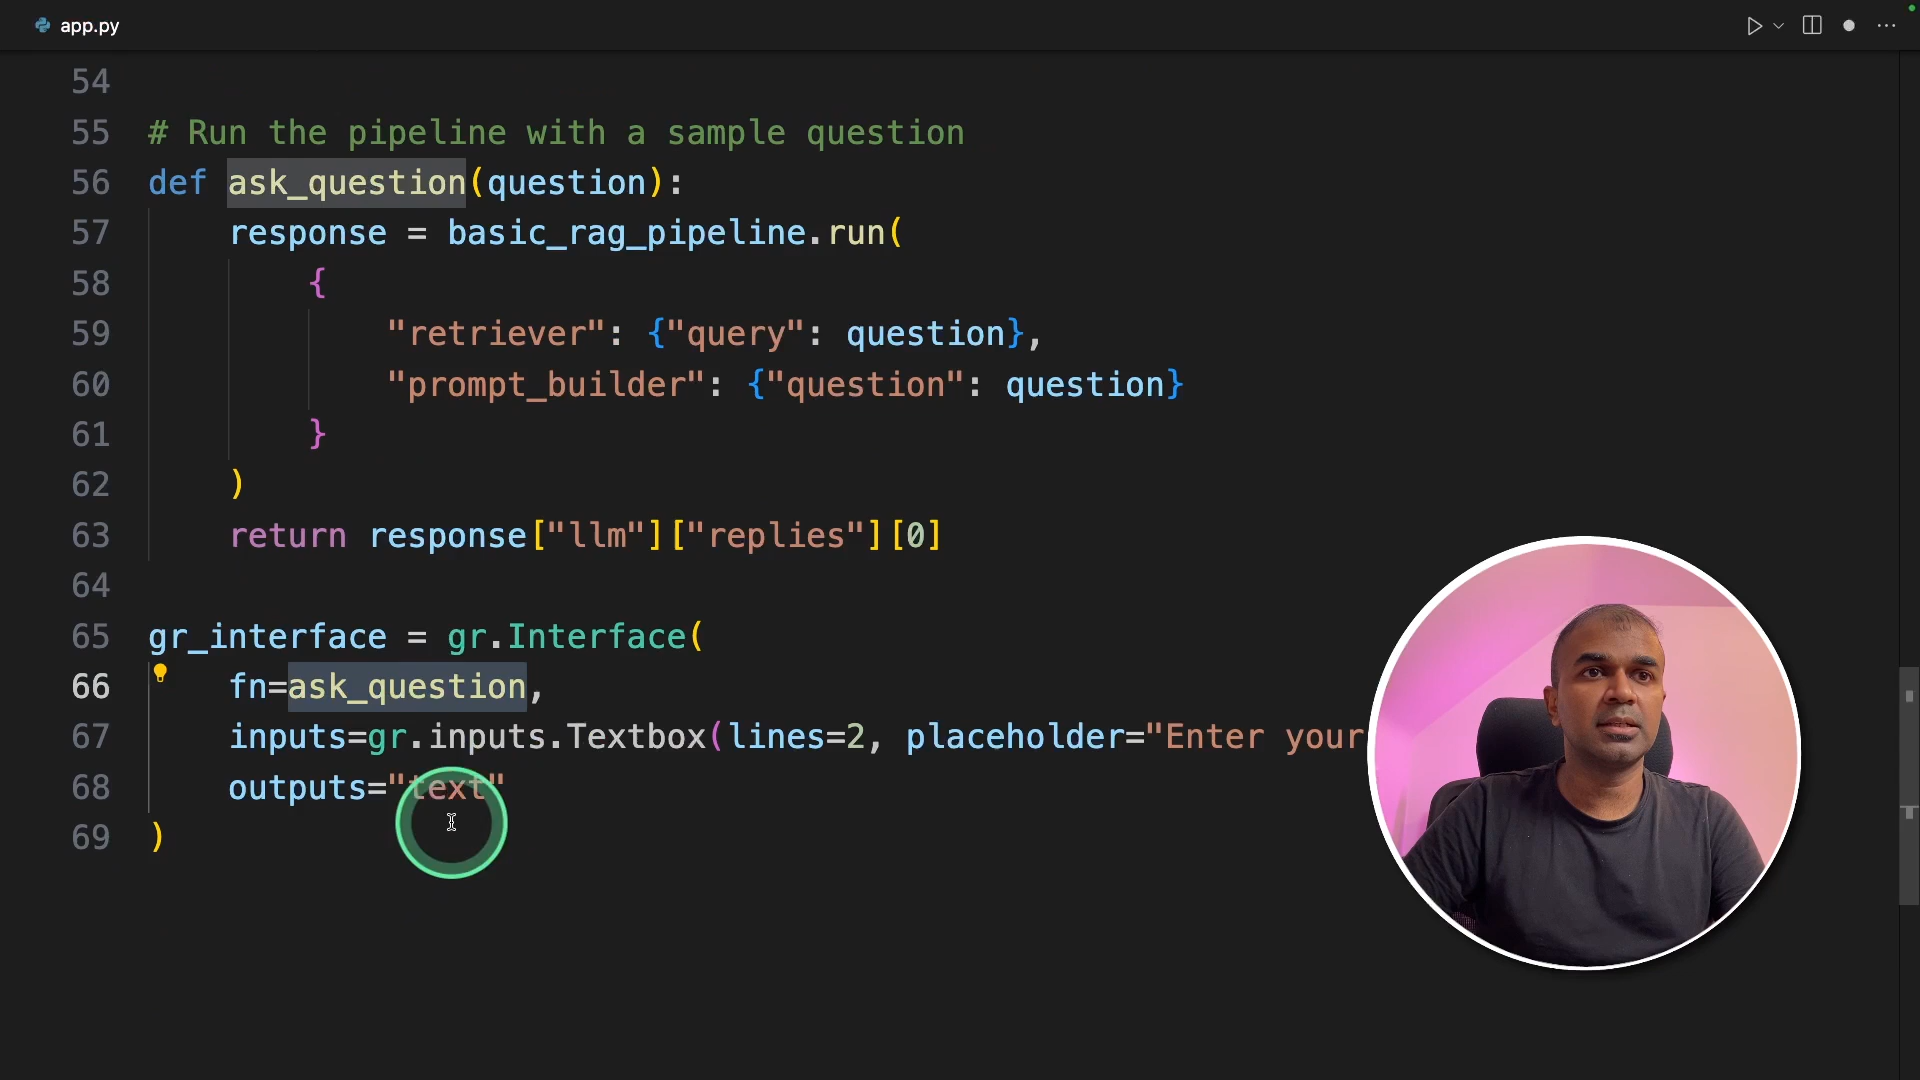 app.py
54
55 # Run the pipeline with a sample question
56 def ask_question(question):
57 response = basic_rag_pipeline.run(
58 {
59 "retriever": {"query": question},
60 "prompt_builder": {"question": question}
61 }
62 )
63 return response["llm"]["replies"][0]
64
65 gr_interface = gr.Interface(
66 fn=ask_question,
67 inputs=gr.inputs.Textbox(lines=2, placeholder="Enter your
68 outputs="text"
69 )